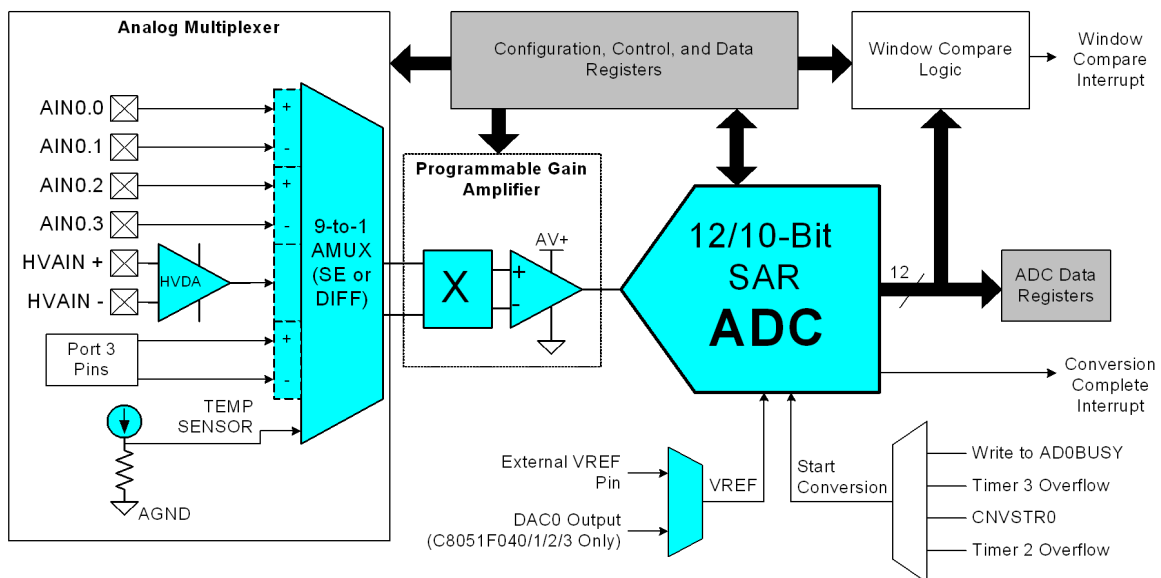 Analog Multiplexer
AIN0.0
AIN0.1
AIN0.2
AIN0.3
HVAIN +
HVAIN -
HVDA
Port 3
Pins
TEMP
SENSOR
AGND
+
-
+
-
+
-
9-to-1
AMUX
(SE or
DIFF)
Configuration, Control, and Data
Registers
Programmable Gain
Amplifier
X
+
-
AV+
Window Compare
Logic
Window
Compare
Interrupt
12/10-Bit
SAR
ADC
12
ADC Data
Registers
Conversion
Complete
Interrupt
External VREF
Pin
DAC0 Output
(C8051F040/1/2/3 Only)
VREF
Start
Conversion
Write to AD0BUSY
Timer 3 Overflow
CNVSTR0
Timer 2 Overflow